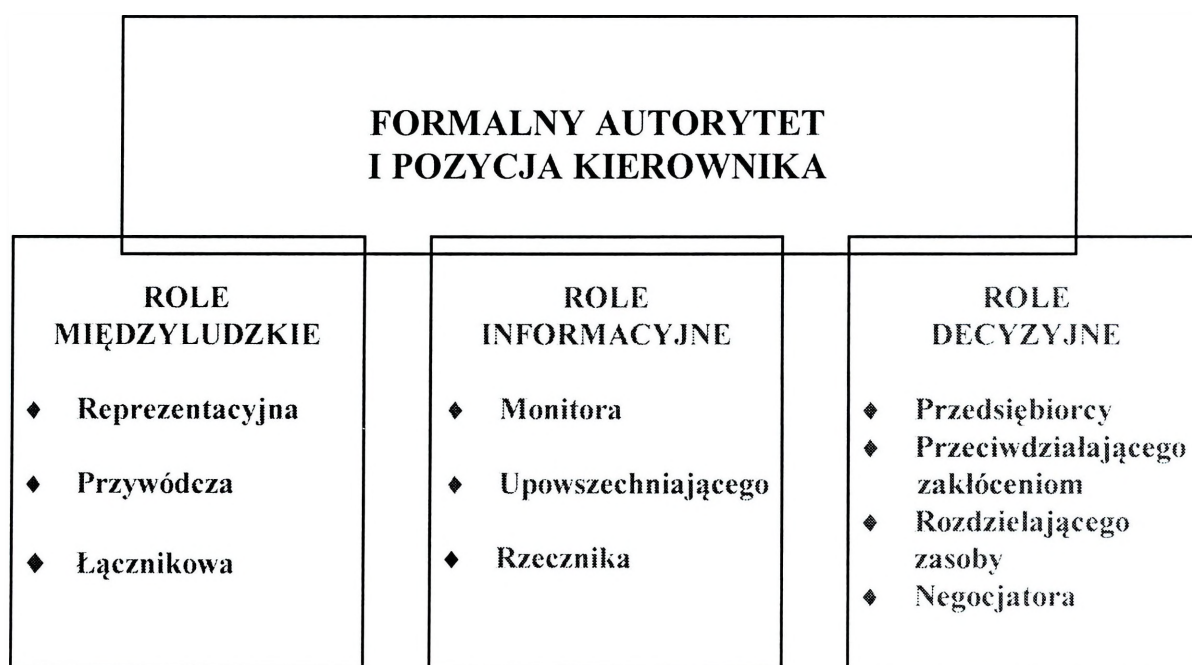 FORMALNY AUTORYTET
I POZYCJA KIEROWNIKA
ROLE
MIĘDZYLUDZKIE
♦ Reprezentacyjna
♦ Przywódcza
♦ Łącznikowa
ROLE
INFORMACYJNE
♦ Monitora
♦ Upowszechniającego
♦ Rzecznika
ROLE
DECYZYJNE
♦ Przedsiębiorcy
♦ Przeciwdziałającego
zakłóceniom
♦ Rozdzielającego
zasoby
♦ Negocjatora